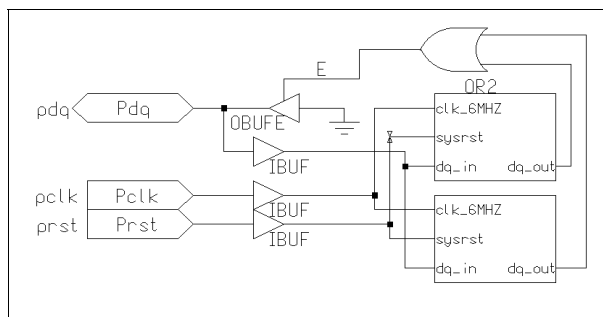 E
OR2
pdq Pdq
OBUFE
clk_6MHZ
sysrst
IBUF
dq_in dq_out
pclk Pclk
IBUF
prst Prst
IBUF
clk_6MHZ
sysrst
dq_in dq_out